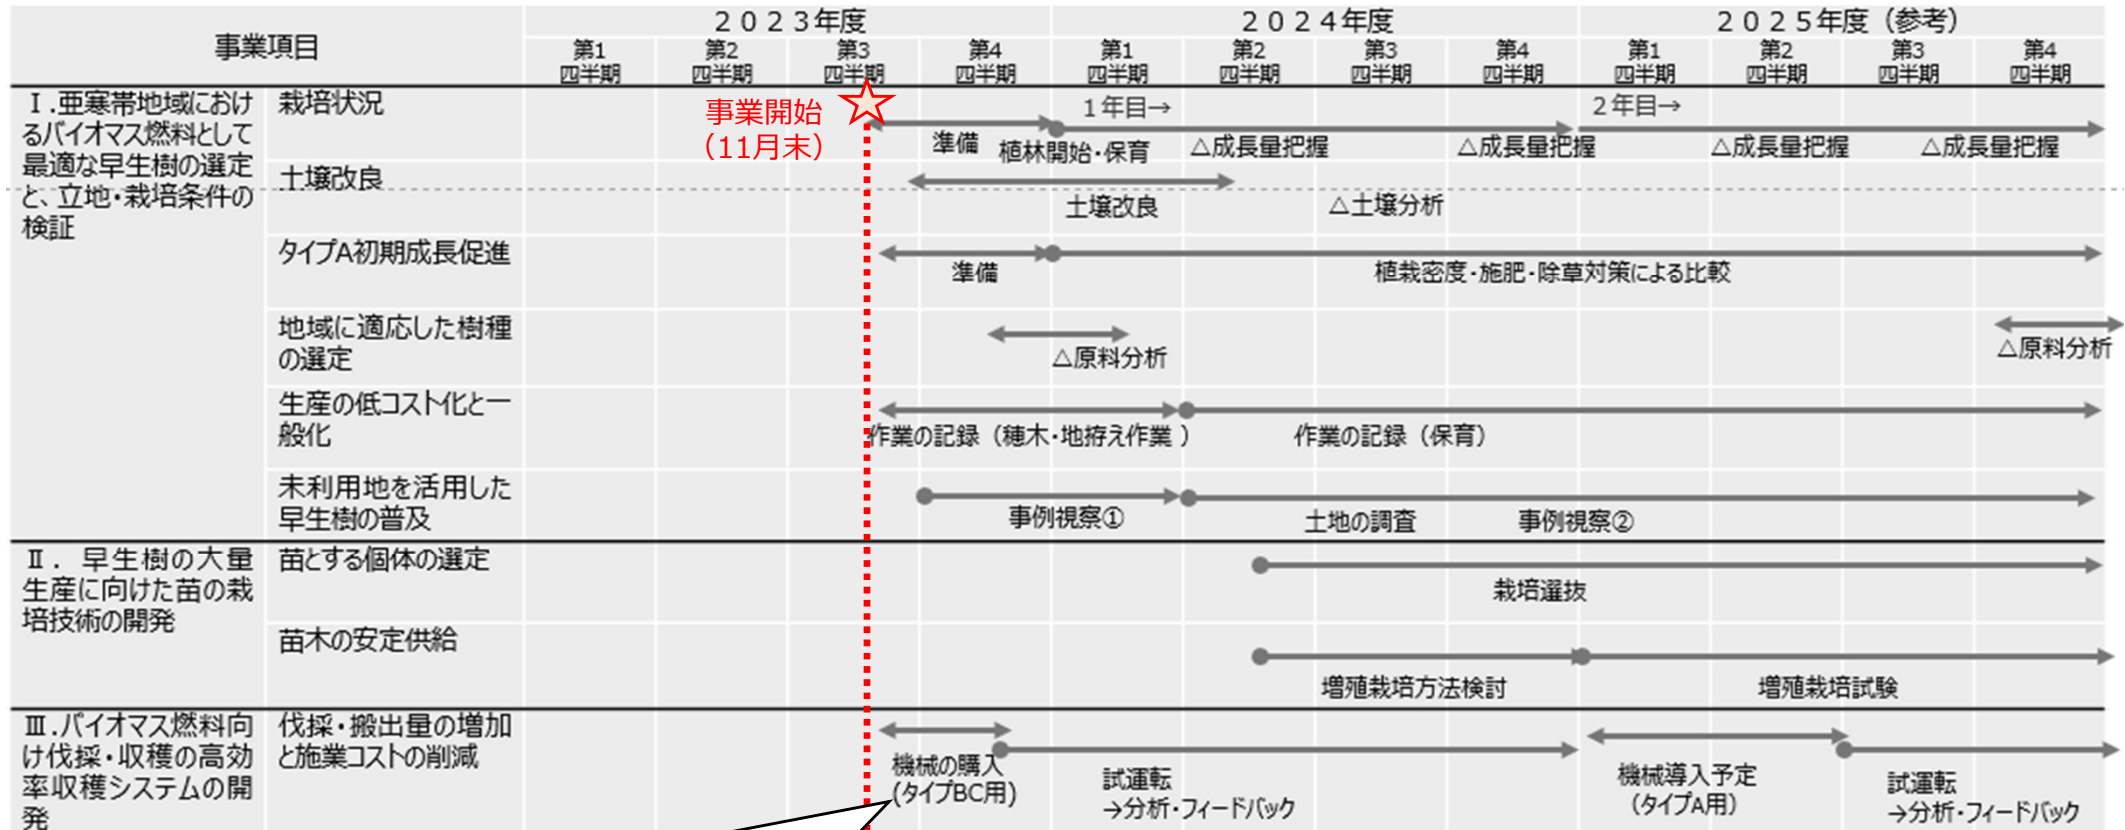 事業項目
２０２３年度
２０２４年度
２０２５年度（参考）
第1
四半期
第2
四半期
第3
四半期
第4
四半期
第1
四半期
第2
四半期
第3
四半期
第4
四半期
第1
四半期
第2
四半期
第3
四半期
第4
四半期
Ⅰ.亜寒帯地域におけ
るバイオマス燃料として
最適な早生樹の選定
と、立地・栽培条件の
検証
栽培状況
事業開始
（11月末）
１年目→
２年目→
準備
植林開始・保育
△成長量把握
△成長量把握
△成長量把握
△成長量把握
土壌改良
土壌改良
△土壌分析
タイプA初期成長促進
準備
植栽密度・施肥・除草対策による比較
地域に適応した樹種
の選定
△原料分析
△原料分析
生産の低コスト化と一
般化
作業の記録（穂木・地拵え作業 ）
作業の記録（保育）
未利用地を活用した
早生樹の普及
事例視察①
土地の調査
事例視察②
Ⅱ．早生樹の大量
生産に向けた苗の栽
培技術の開発
苗とする個体の選定
栽培選抜
苗木の安定供給
増殖栽培方法検討
増殖栽培試験
Ⅲ.バイオマス燃料向
け伐採・収穫の高効
率収穫システムの開
発
伐採・搬出量の増加
と施業コストの削減
機械の購入
(タイプBC用)
試運転
→分析・フィードバック
機械導入予定
（タイプA用）
試運転
→分析・フィードバック